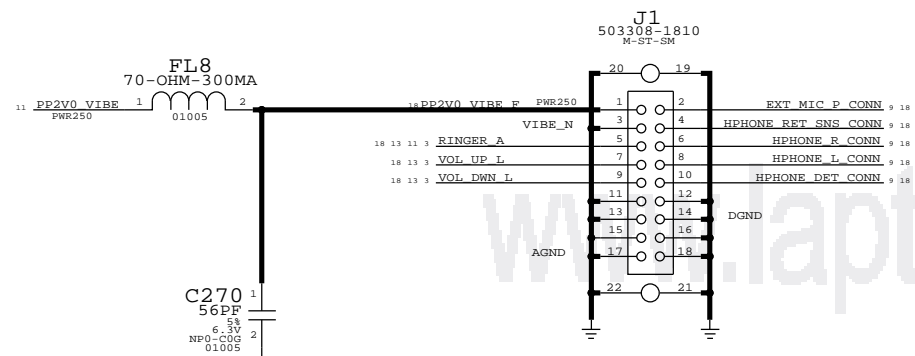 J1
503308-1810
M-ST-SM
FL8
70-OHM-300MA
20 19
11 PP2V0_VIBE 1 2
PWR250
01005
18 PP2V0_VIBE_F PWR250 1 2 EXT_MIC_P_CONN 9 18
VIBE_N 3 4 HPHONE_RET_SNS_CONN 9 18
18 13 11 3 RINGER_A 5 6 HPHONE_R_CONN 9 18
18 13 3 VOL_UP_L 7 8 HPHONE_L_CONN 9 18
18 13 3 VOL_DWN_L 9 10 HPHONE_DET_CONN 9 18
11 12
13 14 DGND
15 16
AGND 17 18
www.lapt
22 21
C270 1
56PF
5%
6.3V
NP0-C0G 2
01005